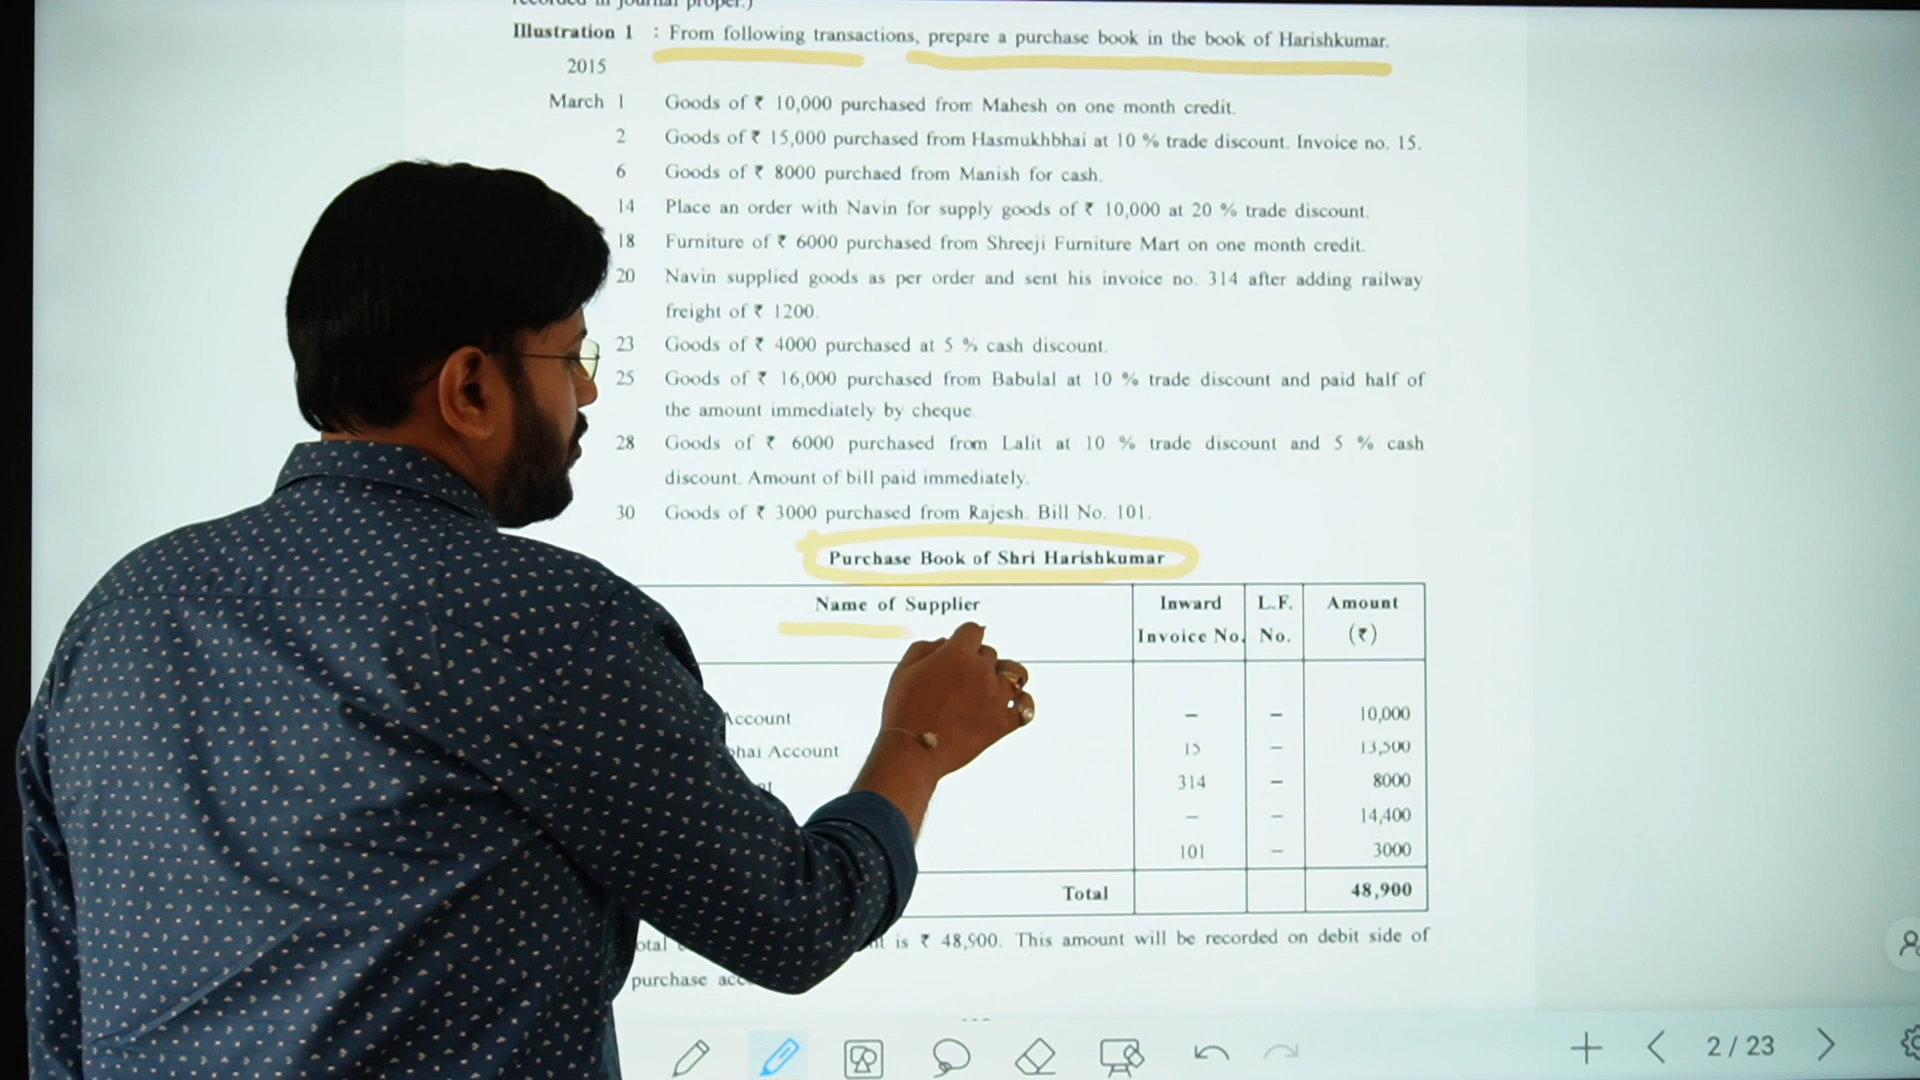 Illustration 1 : From following transactions, prepare a purchase book in the book of Harishkumar.
2015
March 1 Goods of ₹ 10,000 purchased from Mahesh on one month credit.
2 Goods of ₹ 15,000 purchased from Hasmukhbhai at 10 % trade discount. Invoice no. 15.
6 Goods of ₹ 8000 purchaed from Manish for cash.
14 Place an order with Navin for supply goods of ₹ 10,000 at 20 % trade discount.
18 Furniture of ₹ 6000 purchased from Shreeji Furniture Mart on one month credit.
20 Navin supplied goods as per order and sent his invoice no. 314 after adding railway
freight of ₹ 1200.
23 Goods of ₹ 4000 purchased at 5 % cash discount.
25 Goods of ₹ 16,000 purchased from Babulal at 10 % trade discount and paid half of
the amount immediately by cheque.
28 Goods of ₹ 6000 purchased from Lalit at 10 % trade discount and 5 % cash
discount. Amount of bill paid immediately.
30 Goods of ₹ 3000 purchased from Rajesh. Bill No. 101.
Purchase Book of Shri Harishkumar
Name of Supplier Inward L.F. Amount
Invoice No. No. (₹)
Account – – 10,000
Account 15 – 13,500
314 – 8000
– – 14,400
101 – 3000
Total 48,900
is ₹ 48,900. This amount will be recorded on debit side of
purchase
2 / 23